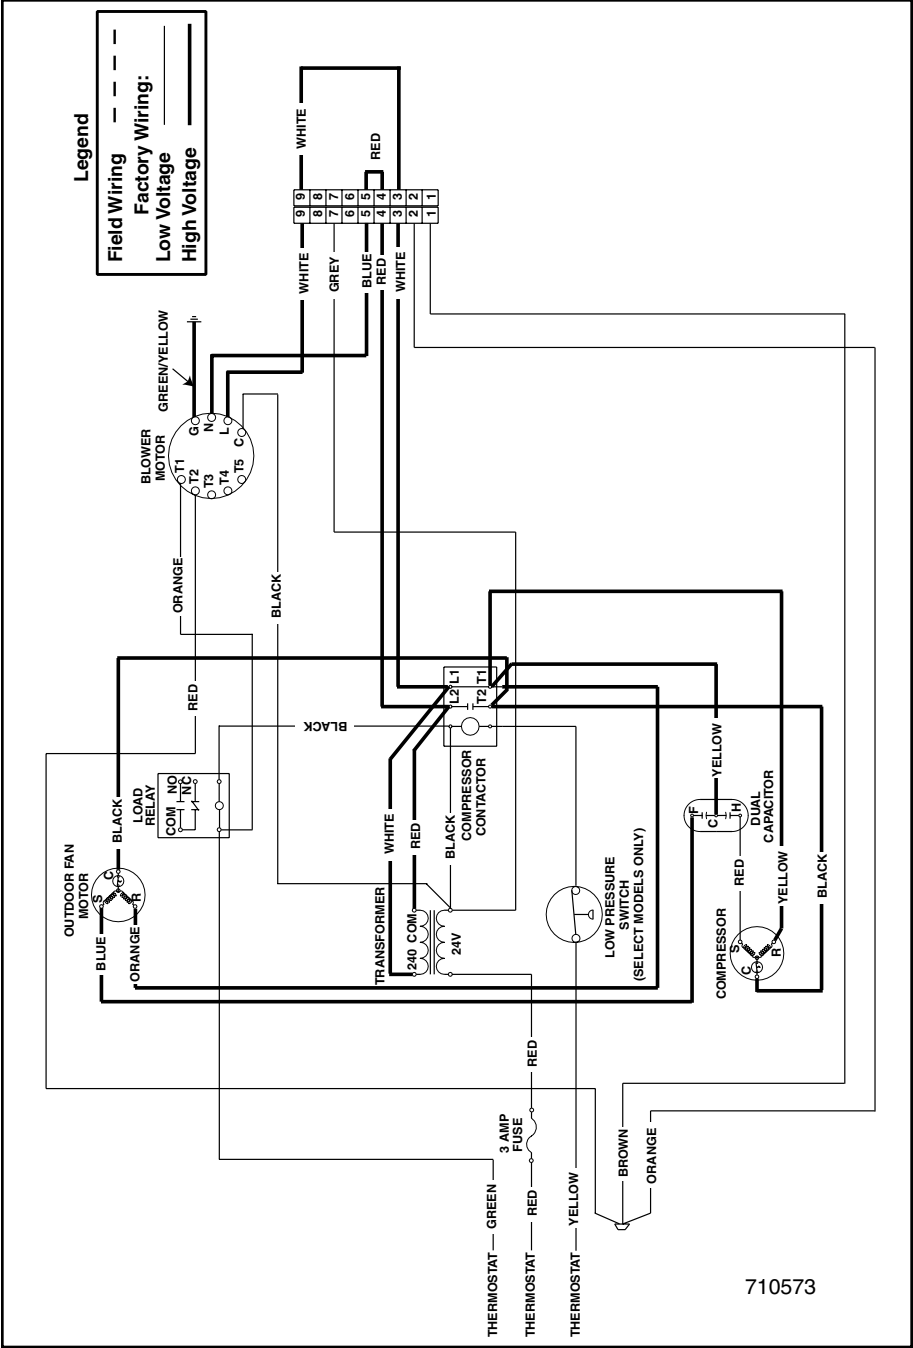 Legend
Field Wiring
Factory Wiring:
Low Voltage
High Voltage
WHITE
RED
9 8 7 6 5 4 3 2 1
9 8 7 6 5 4 3 2 1
WHITE
GREY
BLUE
RED
WHITE
GREEN/YELLOW
BLOWER
MOTOR
G
N
L
C
T1
T2
T3
T4
T5
ORANGE
BLACK
RED
BLACK
LOAD
RELAY
COM NO
NC
BLACK
OUTDOOR FAN
MOTOR
S
C
R
BLUE
ORANGE
L2 L1
T2 T1
COMPRESSOR
CONTACTOR
WHITE
RED
BLACK
TRANSFORMER
240 COM
24V
LOW PRESSURE
SWITCH
(SELECT MODELS ONLY)
YELLOW
F
C
H
DUAL
CAPACITOR
RED
YELLOW
BLACK
COMPRESSOR
S
C
R
RED
3 AMP
FUSE
BROWN
ORANGE
THERMOSTAT GREEN
THERMOSTAT RED
THERMOSTAT YELLOW
710573